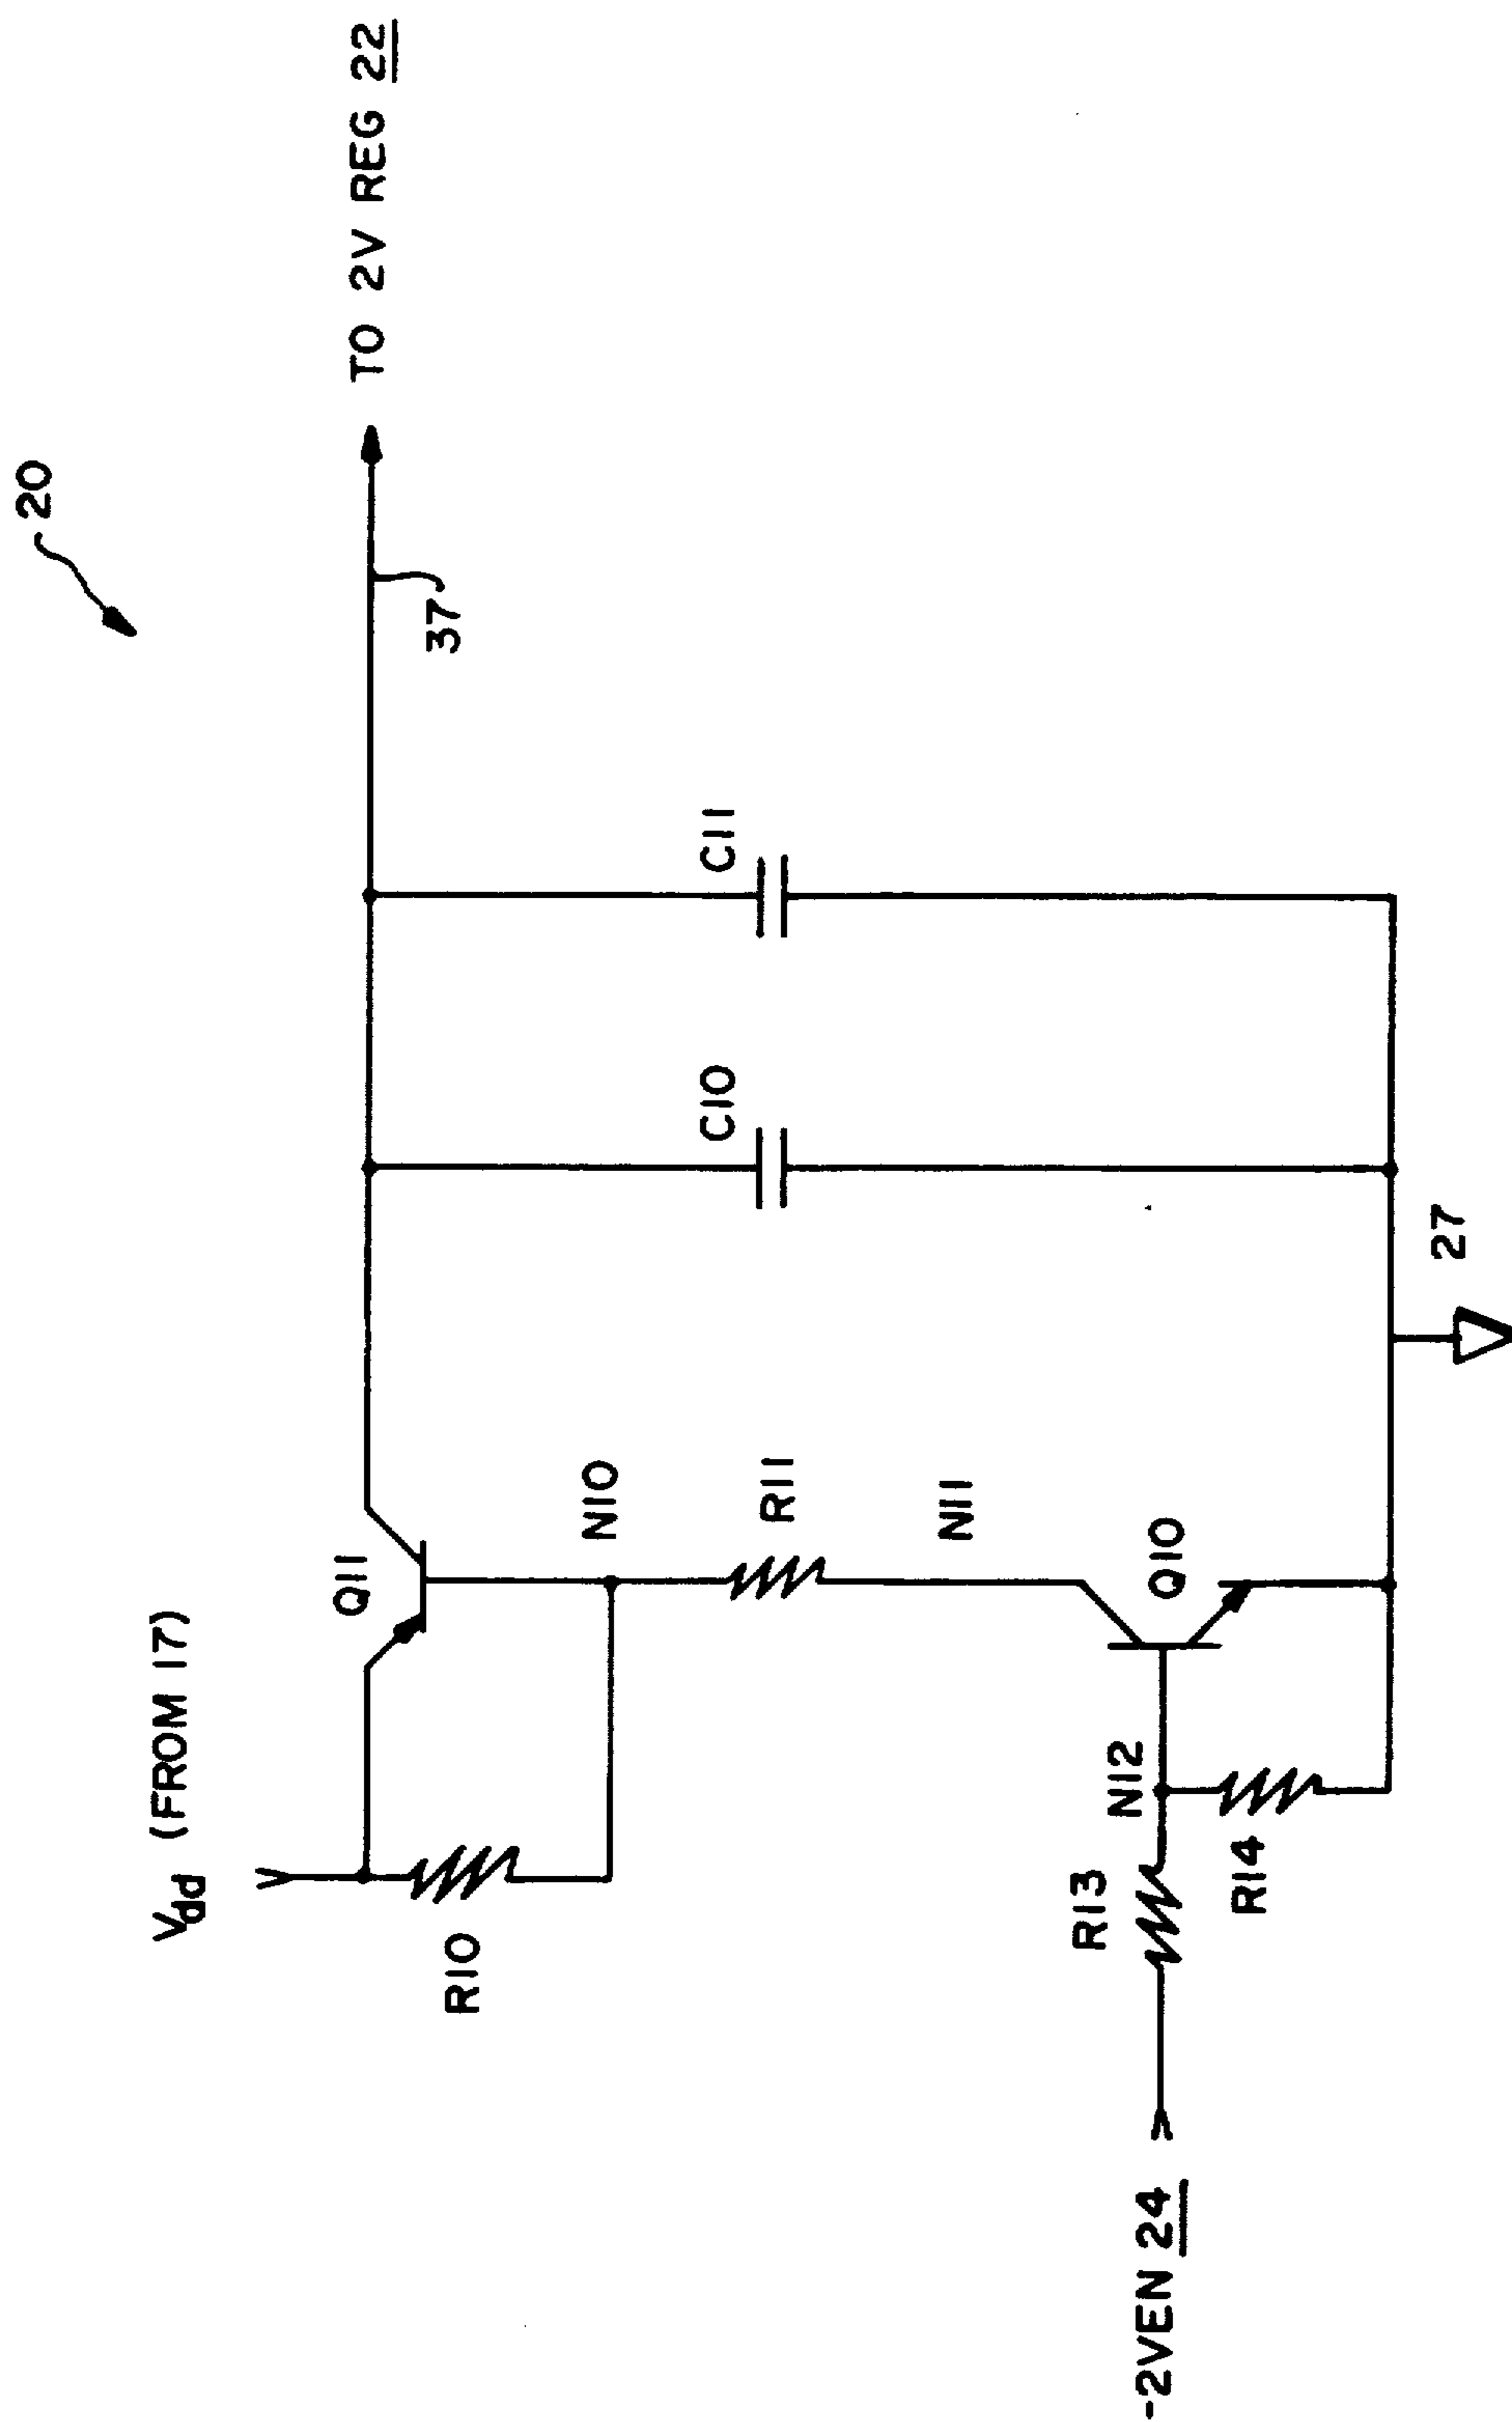 20
V_dd (FROM 17)
TO 2V REG 22
Q11
37
R10
N10
C10
C11
R11
N11
R13
N12
Q10
R14
-2VEN 24
27